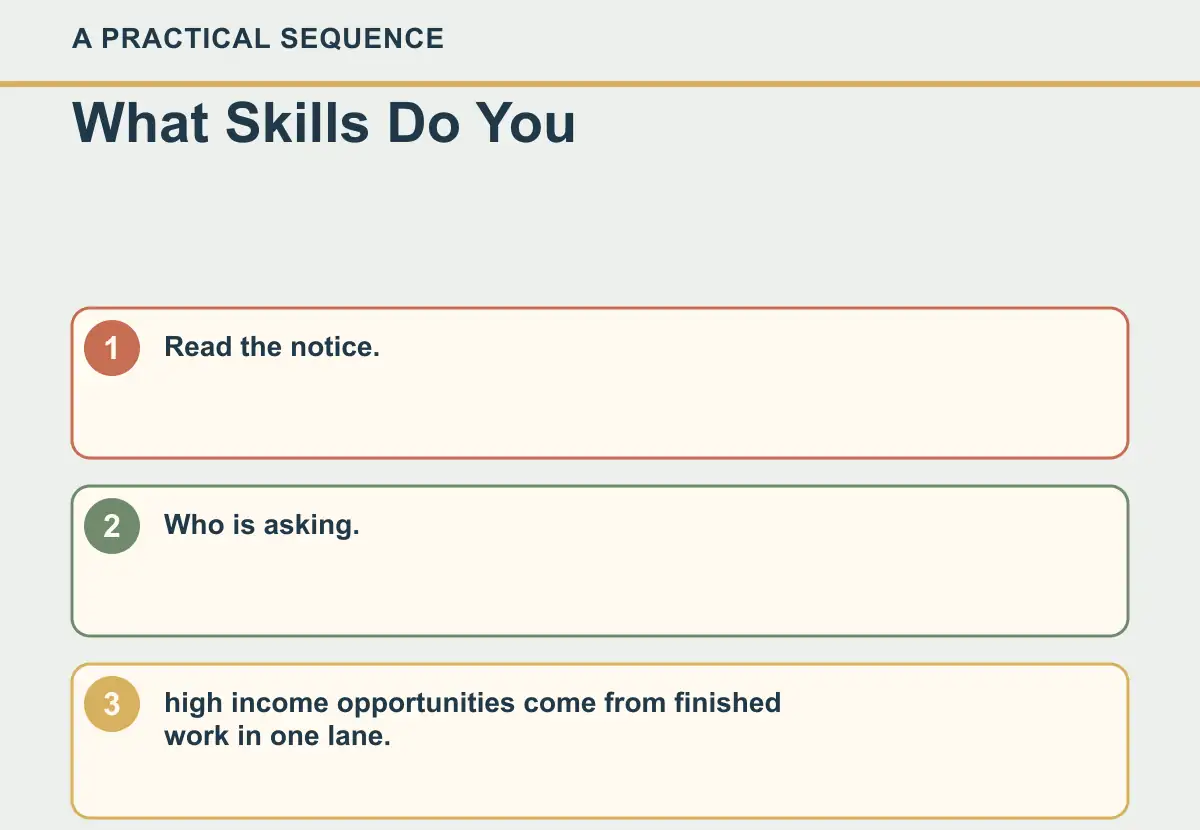 A PRACTICAL SEQUENCE
What Skills Do You
1
Read the notice.
2
Who is asking.
3
high income opportunities come from finished
work in one lane.